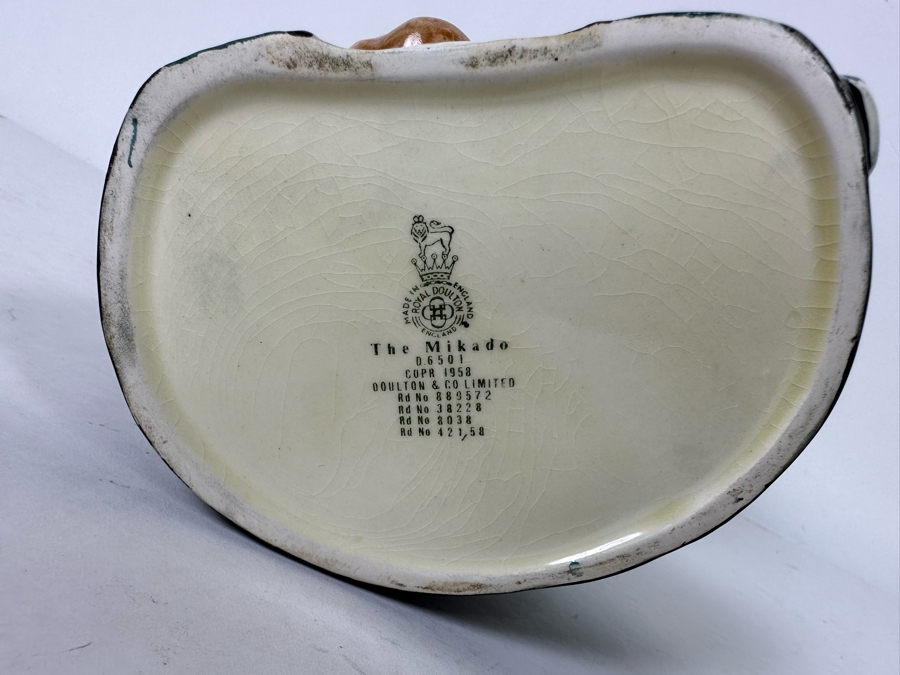 MADE IN ENGLAND
ROYAL DOULTON
ENGLAND
The Mikado
D6501
COPR 1958
DOULTON & CO LIMITED
Rd No 889572
Rd No 38228
Rd No 8038
Rd No 421/58